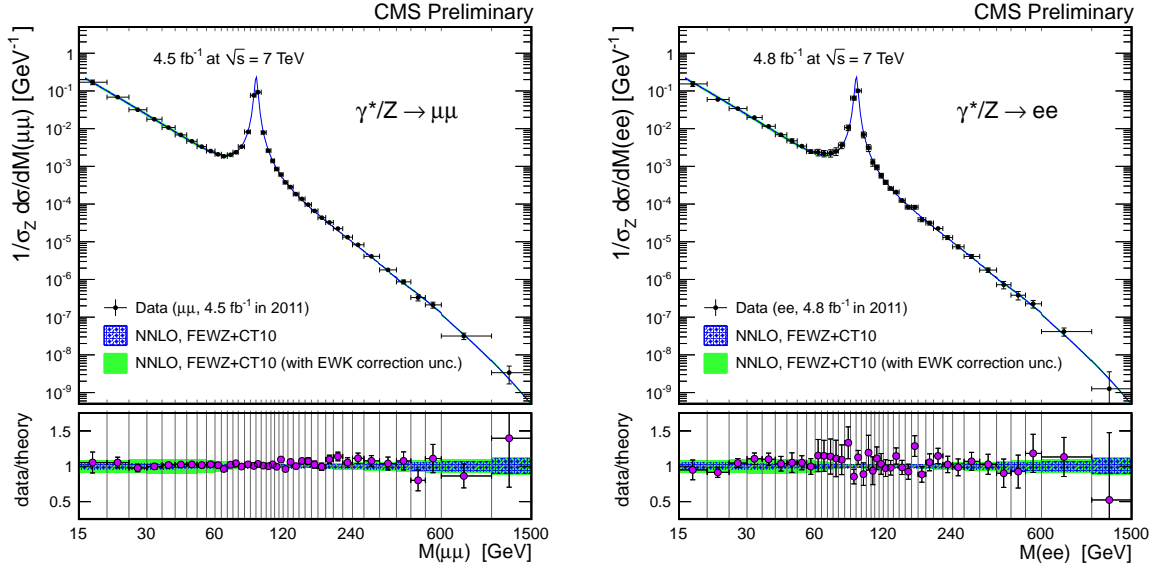 CMS Preliminary
4.5 fb⁻¹ at √s = 7 TeV
γ*/Z → μμ
1/σ_Z dσ/dM(μμ) [GeV⁻¹]
1
10⁻¹
10⁻²
10⁻³
10⁻⁴
10⁻⁵
10⁻⁶
10⁻⁷
10⁻⁸
10⁻⁹
Data (μμ, 4.5 fb⁻¹ in 2011)
NNLO, FEWZ+CT10
NNLO, FEWZ+CT10 (with EWK correction unc.)
data/theory
1.5
1
0.5
15 30 60 120 240 600 1500
M(μμ) [GeV]
CMS Preliminary
4.8 fb⁻¹ at √s = 7 TeV
γ*/Z → ee
1/σ_Z dσ/dM(ee) [GeV⁻¹]
1
10⁻¹
10⁻²
10⁻³
10⁻⁴
10⁻⁵
10⁻⁶
10⁻⁷
10⁻⁸
10⁻⁹
Data (ee, 4.8 fb⁻¹ in 2011)
NNLO, FEWZ+CT10
NNLO, FEWZ+CT10 (with EWK correction unc.)
data/theory
1.5
1
0.5
15 30 60 120 240 600 1500
M(ee) [GeV]